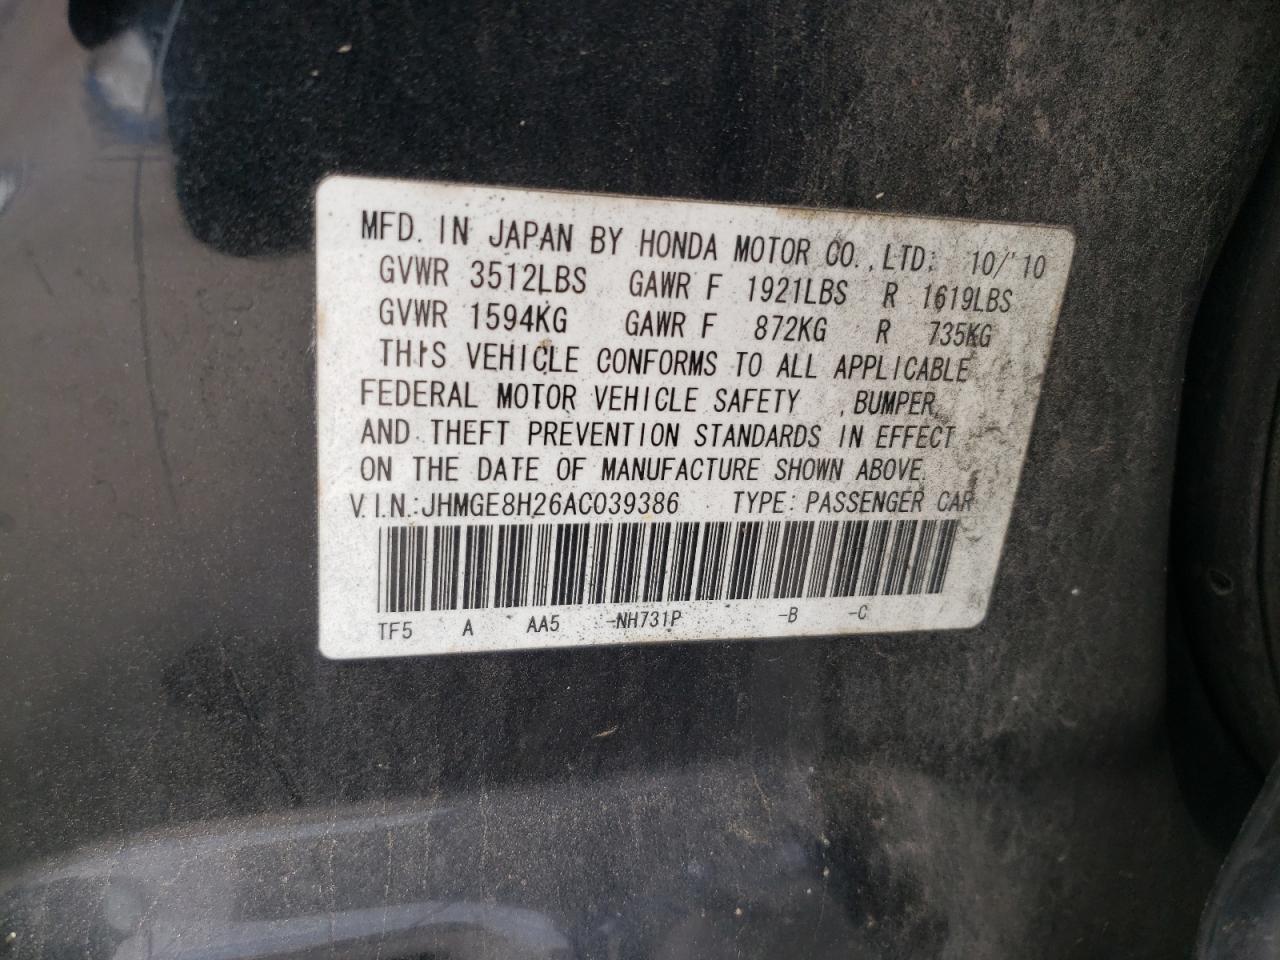 MFD. IN JAPAN BY HONDA MOTOR CO.,LTD. 10/'10
GVWR 3512LBS GAWR F 1921LBS R 1619LBS
GVWR 1594KG GAWR F 872KG R 735KG
THIS VEHICLE CONFORMS TO ALL APPLICABLE
FEDERAL MOTOR VEHICLE SAFETY ,BUMPER,
AND THEFT PREVENTION STANDARDS IN EFFECT
ON THE DATE OF MANUFACTURE SHOWN ABOVE.
V.I.N.:JHMGE8H26AC039386 TYPE:PASSENGER CAR
TF5 A AA5 -NH731P -B -C